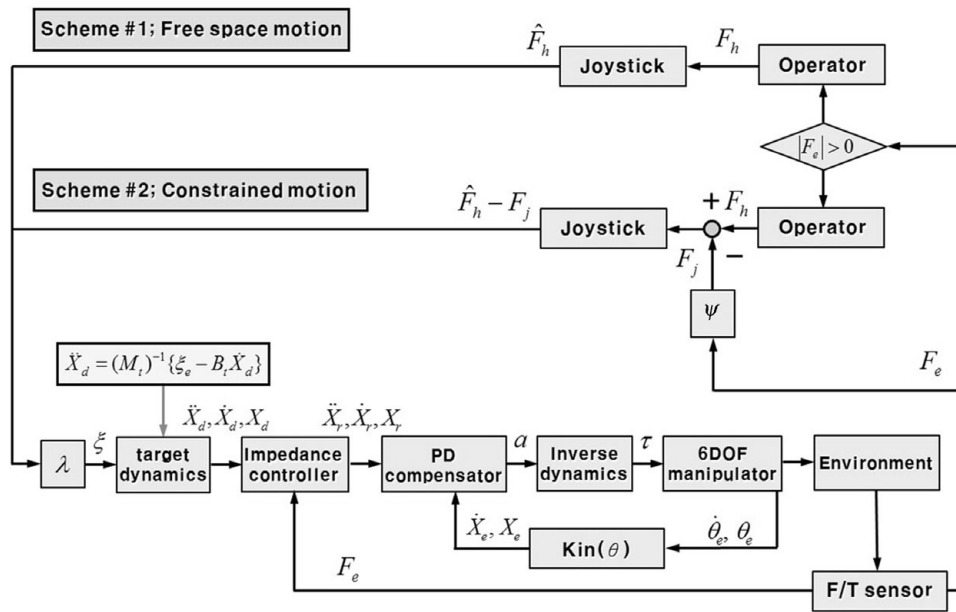 Scheme #1; Free space motion
F̂_h
F_h
Joystick
Operator
|F_e| > 0
Scheme #2; Constrained motion
F̂_h − F_j
+ F_h
Joystick
Operator
F_j
−
ψ
F_e
Ẍ_d = (M_t)^{-1}{ξ_e − B_t Ẋ_d}
Ẍ_d, Ẋ_d, X_d
Ẍ_r, Ẋ_r, X_r
λ
ξ
target
dynamics
Impedance
controller
PD
compensator
a
Inverse
dynamics
τ
6DOF
manipulator
Environment
Ẋ_e, X_e
Kin(θ)
θ̇_e, θ_e
F_e
F/T sensor